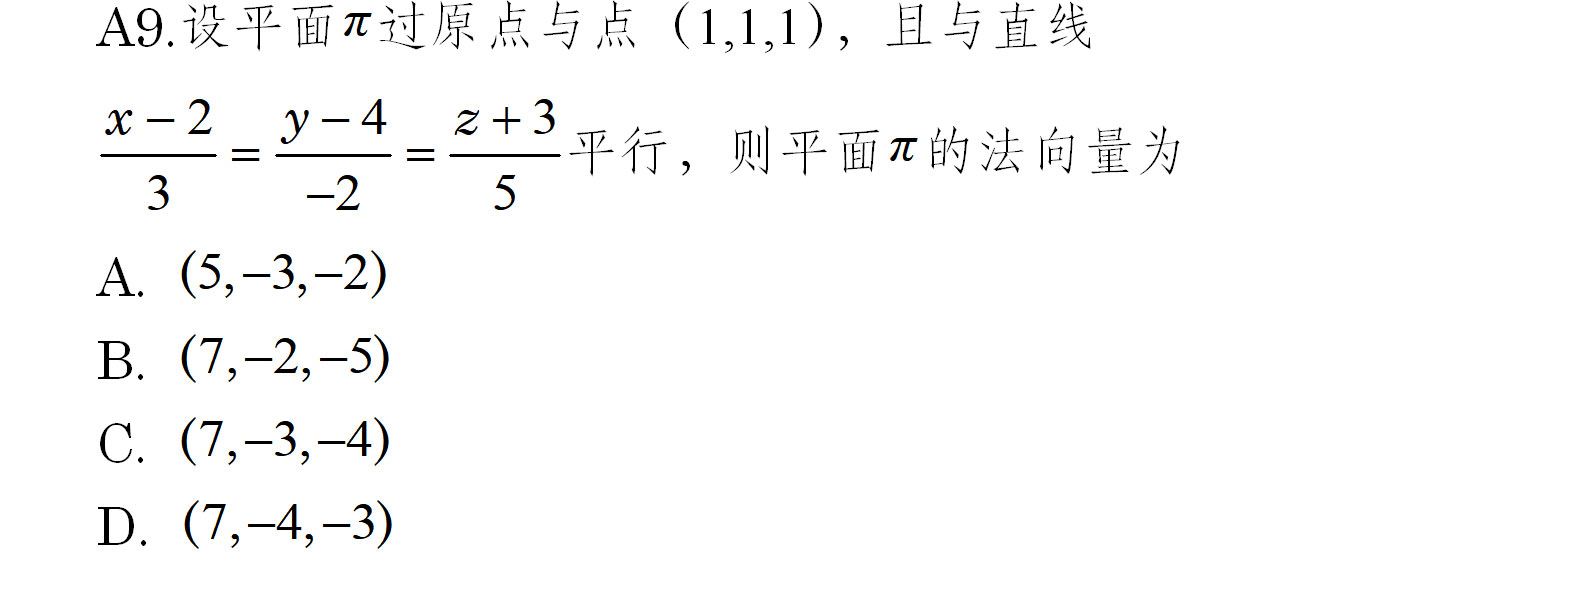 A9.设平面π过原点与点（1,1,1），且与直线
\frac{x-2}{3}=\frac{y-4}{-2}=\frac{z+3}{5}平行，则平面π的法向量为
A. (5,−3,−2)
B. (7,−2,−5)
C. (7,−3,−4)
D. (7,−4,−3)